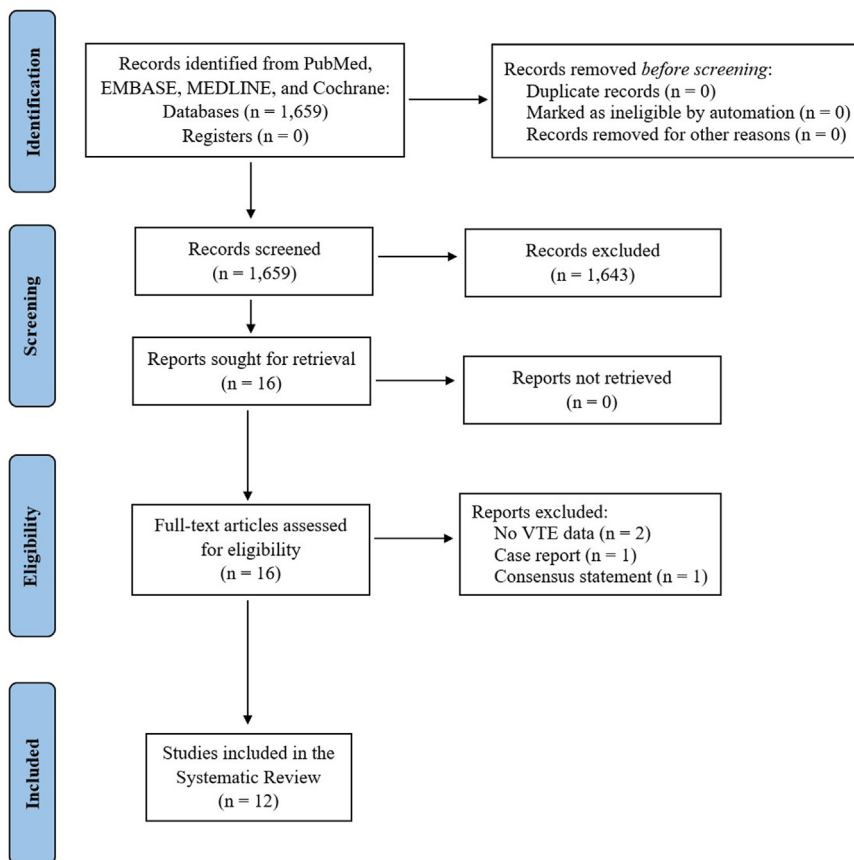 Identification
Records identified from PubMed,
EMBASE, MEDLINE, and Cochrane:
Databases (n = 1,659)
Registers (n = 0)
Records removed before screening:
Duplicate records (n = 0)
Marked as ineligible by automation (n = 0)
Records removed for other reasons (n = 0)
Screening
Records screened
(n = 1,659)
Records excluded
(n = 1,643)
Reports sought for retrieval
(n = 16)
Reports not retrieved
(n = 0)
Eligibility
Full-text articles assessed
for eligibility
(n = 16)
Reports excluded:
No VTE data (n = 2)
Case report (n = 1)
Consensus statement (n = 1)
Included
Studies included in the
Systematic Review
(n = 12)